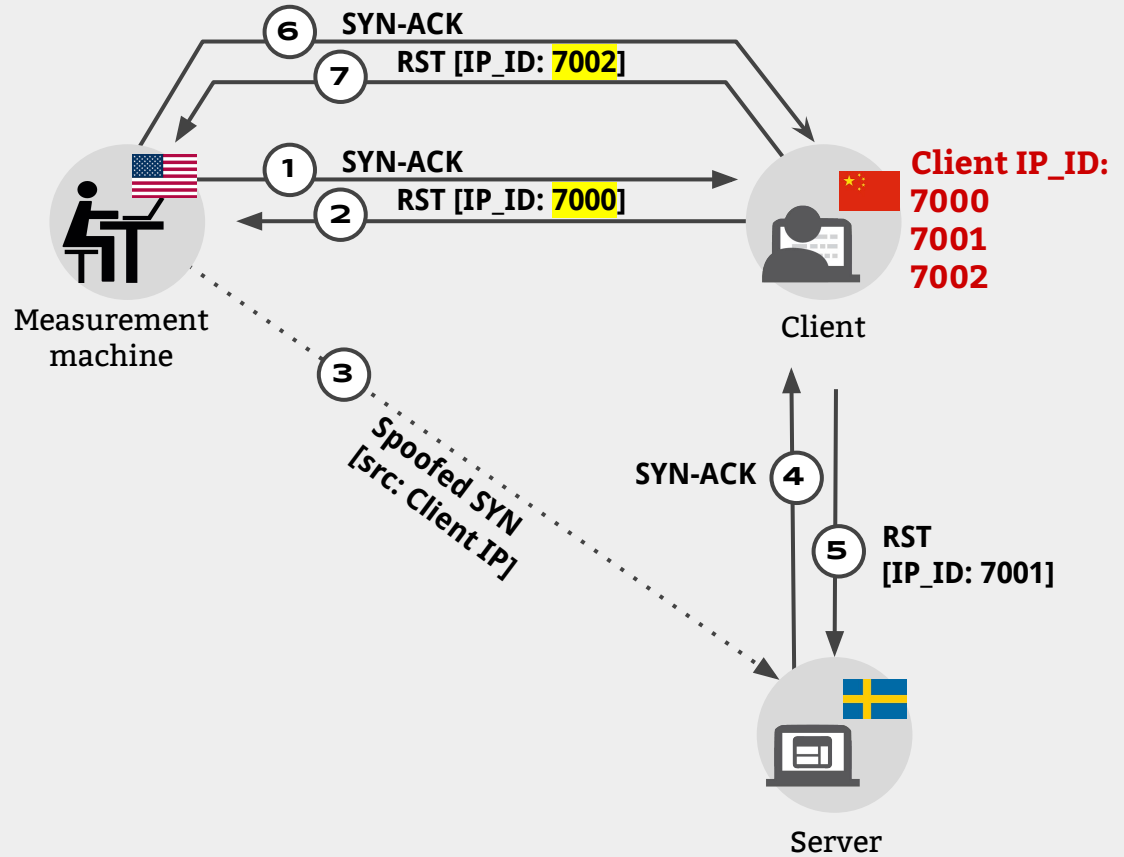 6
SYN-ACK
7
RST [IP_ID: 7002]
1
SYN-ACK
2
RST [IP_ID: 7000]
Client IP_ID:
7000
7001
7002
Measurement
machine
Client
3
Spoofed SYN
[src: Client IP]
SYN-ACK
4
5
RST
[IP_ID: 7001]
Server